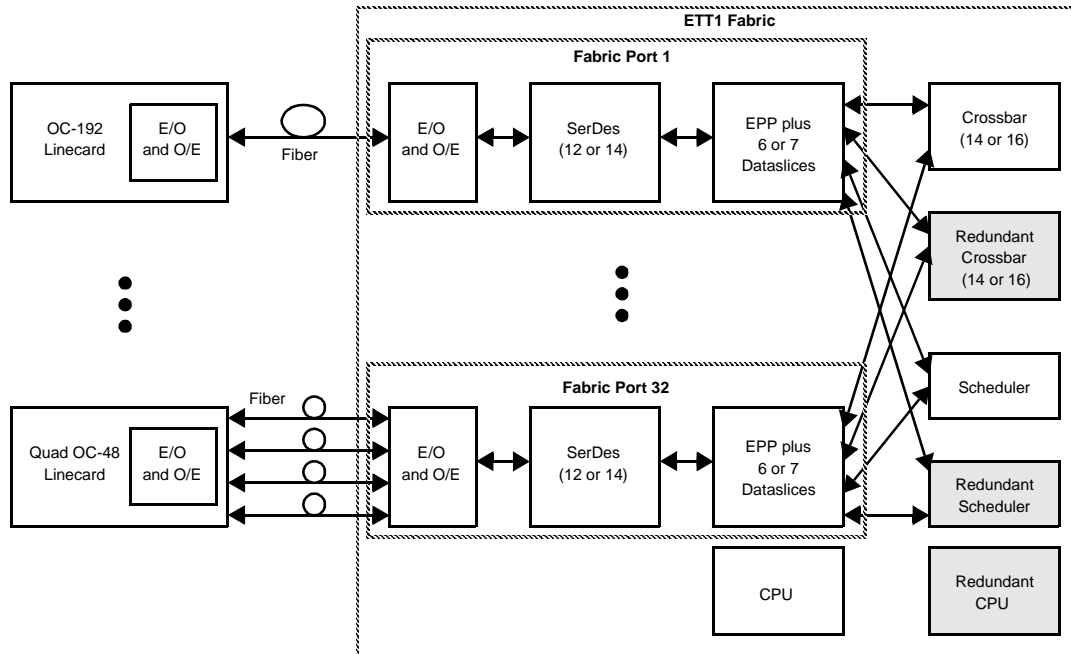 ETT1 Fabric
Fabric Port 1
OC-192
Linecard
E/O
and O/E
Fiber
E/O
and O/E
SerDes
(12 or 14)
EPP plus
6 or 7
Dataslices
Crossbar
(14 or 16)
Redundant
Crossbar
(14 or 16)
Scheduler
Fabric Port 32
Quad OC-48
Linecard
E/O
and O/E
Fiber
E/O
and O/E
SerDes
(12 or 14)
EPP plus
6 or 7
Dataslices
Redundant
Scheduler
CPU
Redundant
CPU